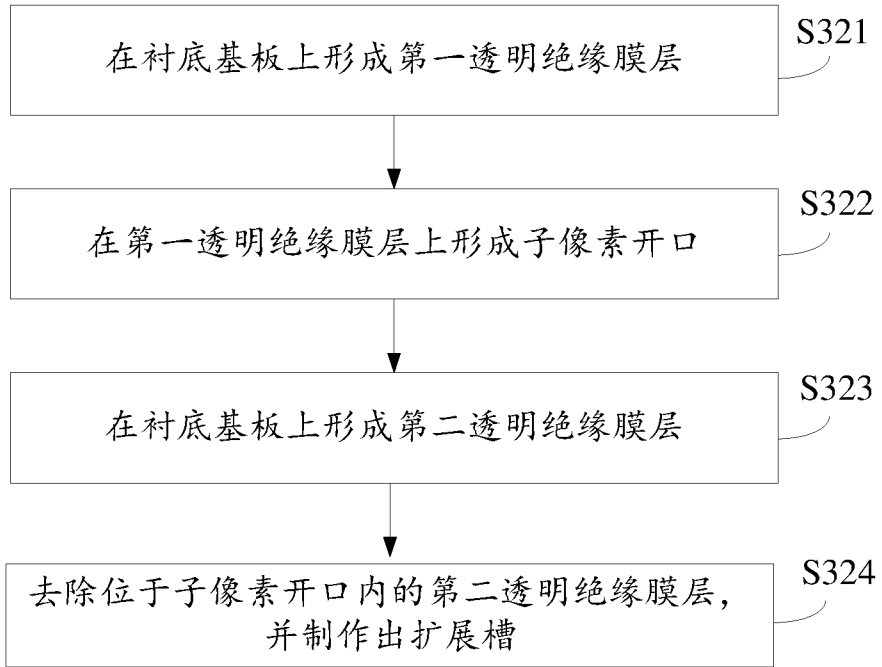 S321
在衬底基板上形成第一透明绝缘膜层
S322
在第一透明绝缘膜层上形成子像素开口
S323
在衬底基板上形成第二透明绝缘膜层
S324
去除位于子像素开口内的第二透明绝缘膜层，
并制作出扩展槽